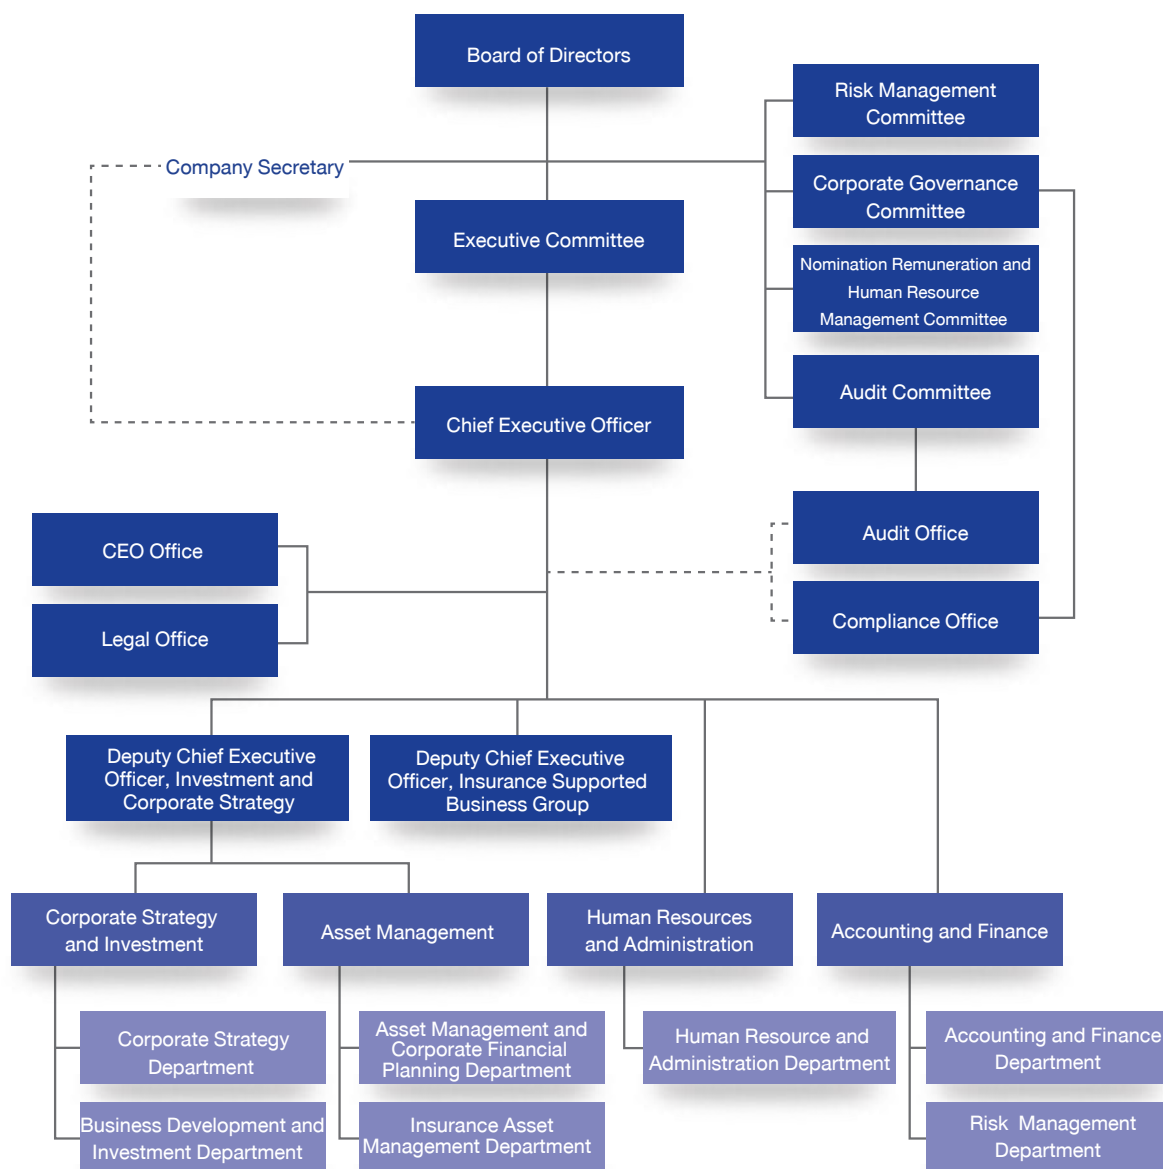 Board of Directors
Risk Management
Committee
Company Secretary
Corporate Governance
Committee
Executive Committee
Nomination Remuneration and
Human Resource
Management Committee
Audit Committee
Chief Executive Officer
CEO Office
Audit Office
Legal Office
Compliance Office
Deputy Chief Executive
Officer, Investment and
Corporate Strategy
Deputy Chief Executive
Officer, Insurance Supported
Business Group
Corporate Strategy
and Investment
Asset Management
Human Resources
and Administration
Accounting and Finance
Corporate Strategy
Department
Asset Management and
Corporate Financial
Planning Department
Human Resource and
Administration Department
Accounting and Finance
Department
Business Development and
Investment Department
Insurance Asset
Management Department
Risk Management
Department